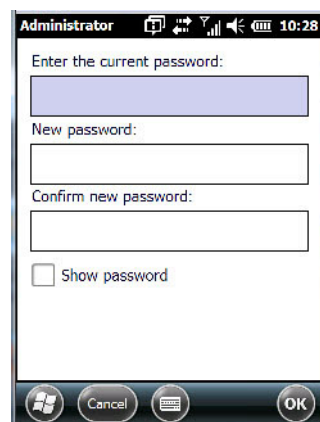 Administrator 10:28
Enter the current password:
New password:
Confirm new password:
Show password
Cancel OK